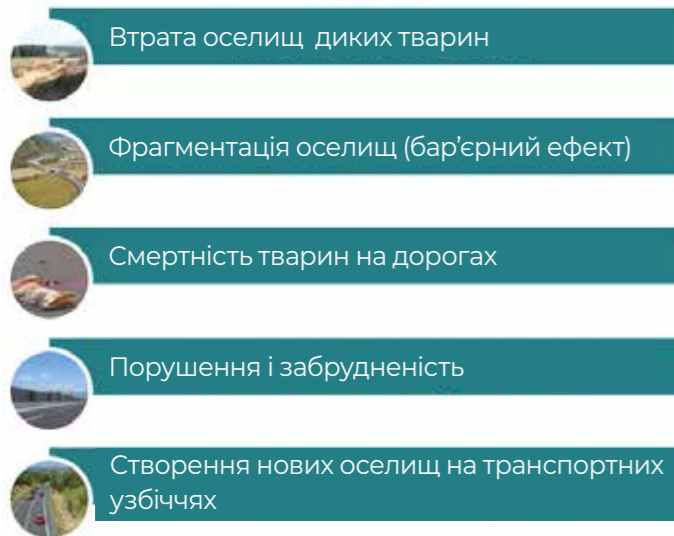 Втрата оселищ диких тварин
Фрагментація оселищ (бар’єрний ефект)
Смертність тварин на дорогах
Порушення і забрудненість
Створення нових оселищ на транспортних
узбіччях